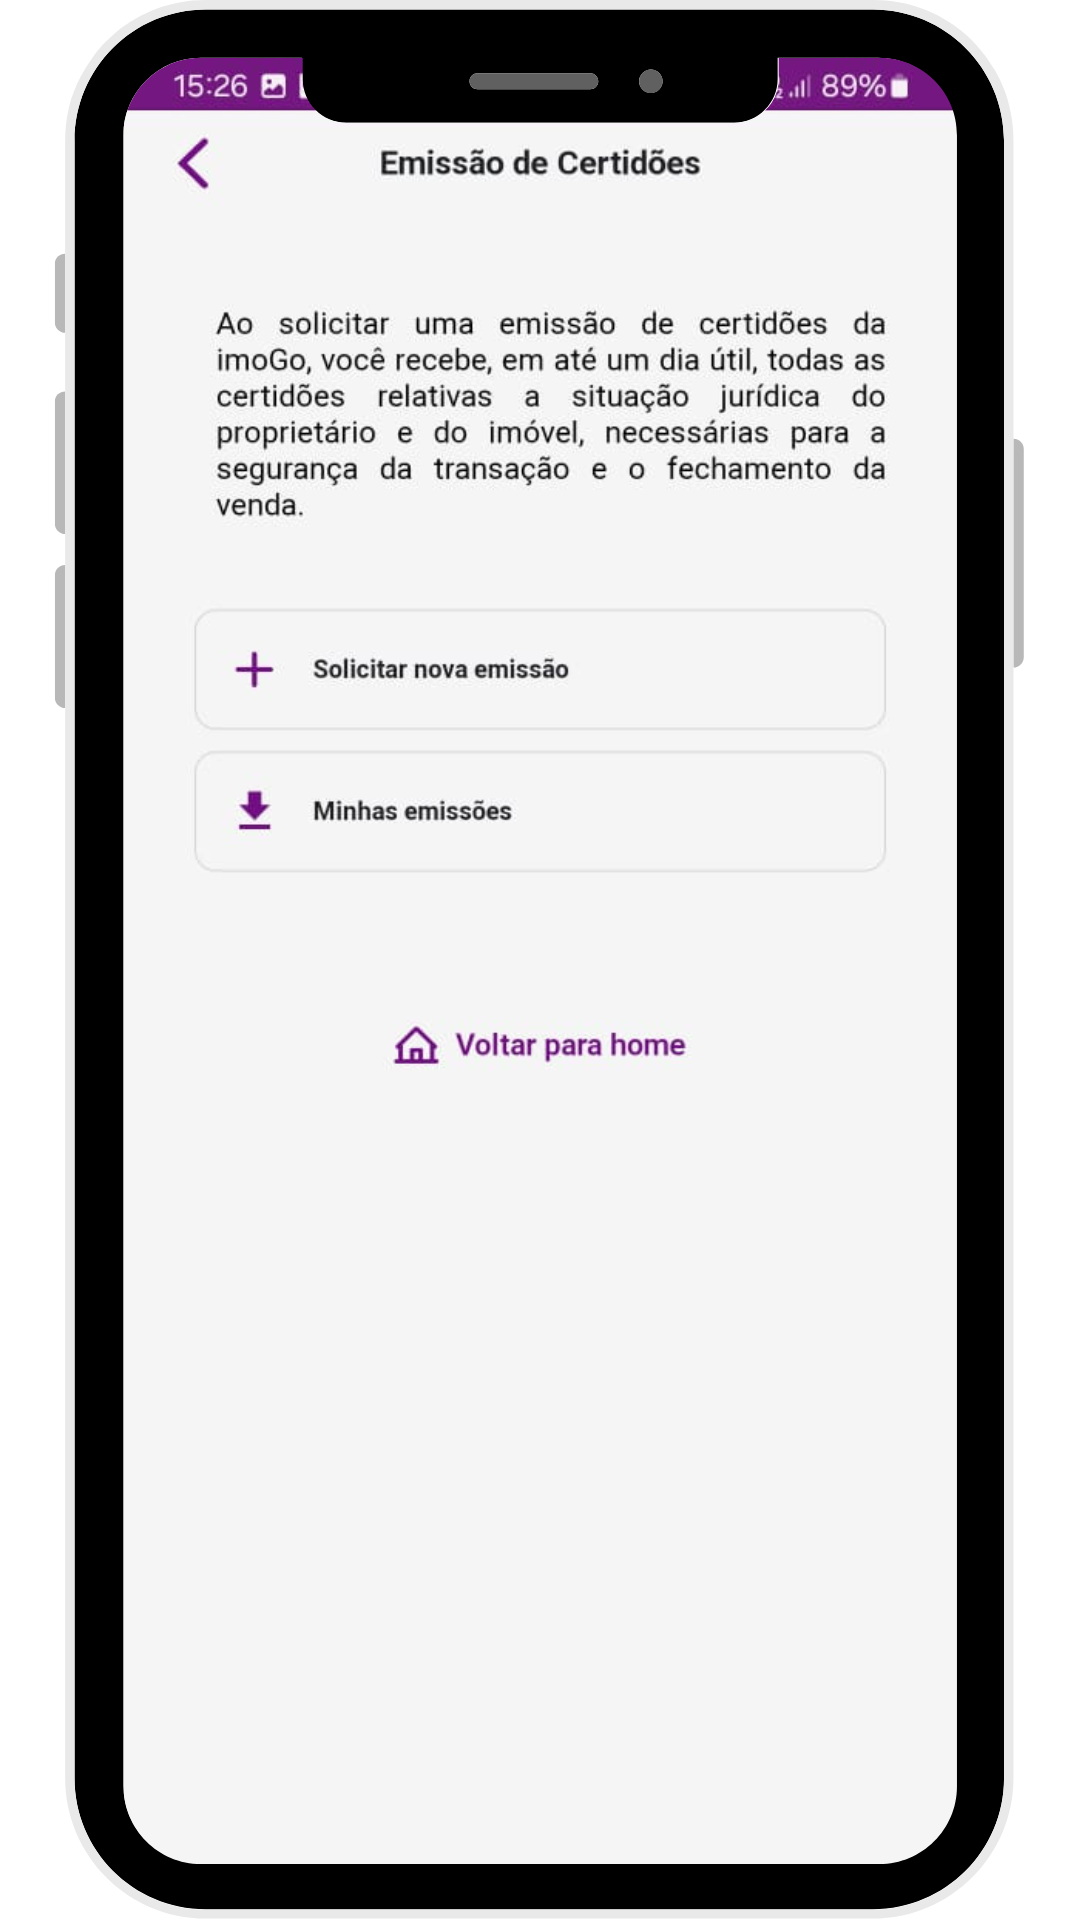 15:26
89%
Emissão de Certidões
Ao solicitar uma emissão de certidões da
imoGo, você recebe, em até um dia útil, todas as
certidões relativas a situação jurídica do
proprietário e do imóvel, necessárias para a
segurança da transação e o fechamento da
venda.
Solicitar nova emissão
Minhas emissões
Voltar para home